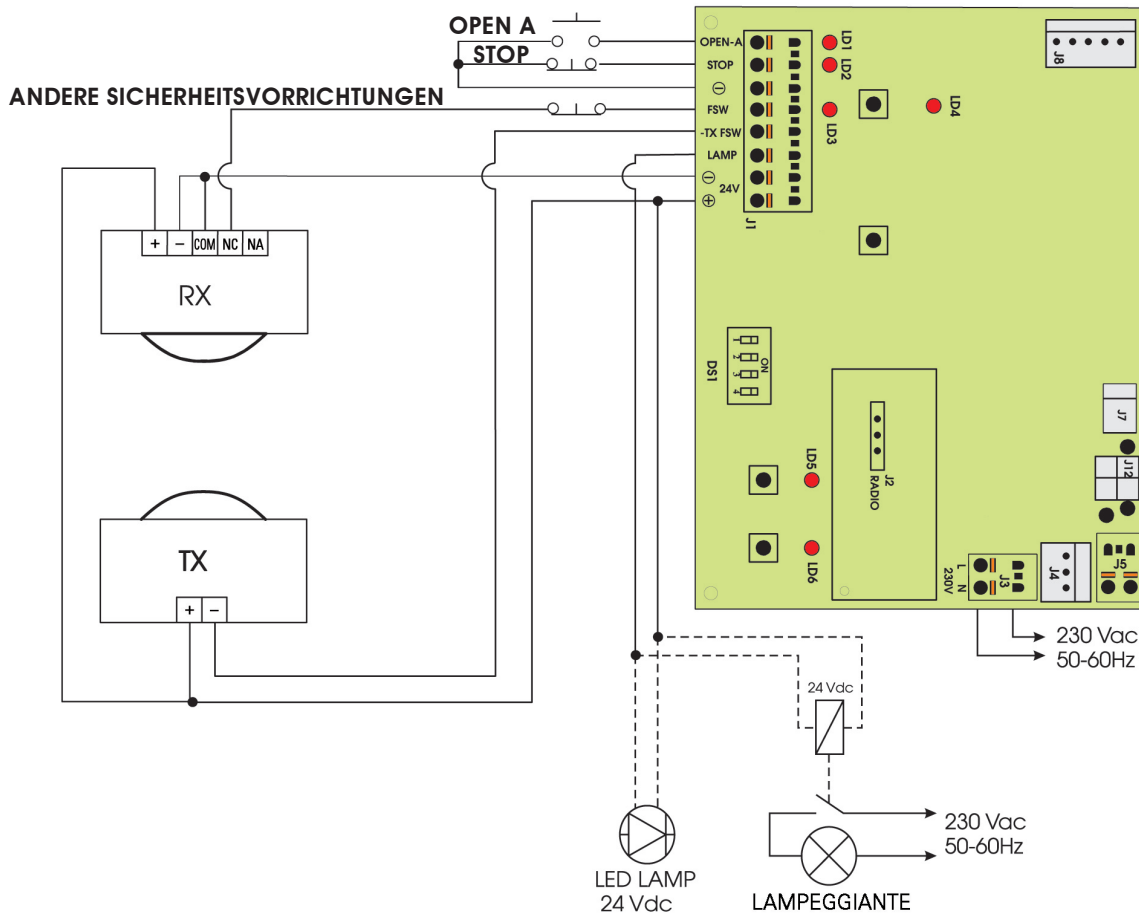 OPEN A
STOP
ANDERE SICHERHEITSVORRICHTUNGEN
OPEN-A
STOP
⊖
FSW
-TX FSW
LAMP
⊖
24V
⊕
J1
LD1
LD2
LD3
LD4
J8
+ − COM NC NA
RX
TX
+ −
DS1
1
2
3
4
ON
LD5
LD6
J2
RADIO
J7
J12
L
N
230V
J3
J4
J5
230 Vac
50-60Hz
24 Vdc
230 Vac
50-60Hz
LED LAMP
24 Vdc
LAMPEGGIANTE